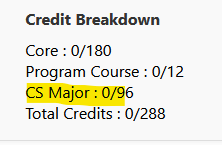 Credit Breakdown
Core : 0/180
Program Course : 0/12
CS Major : 0/96
Total Credits : 0/288